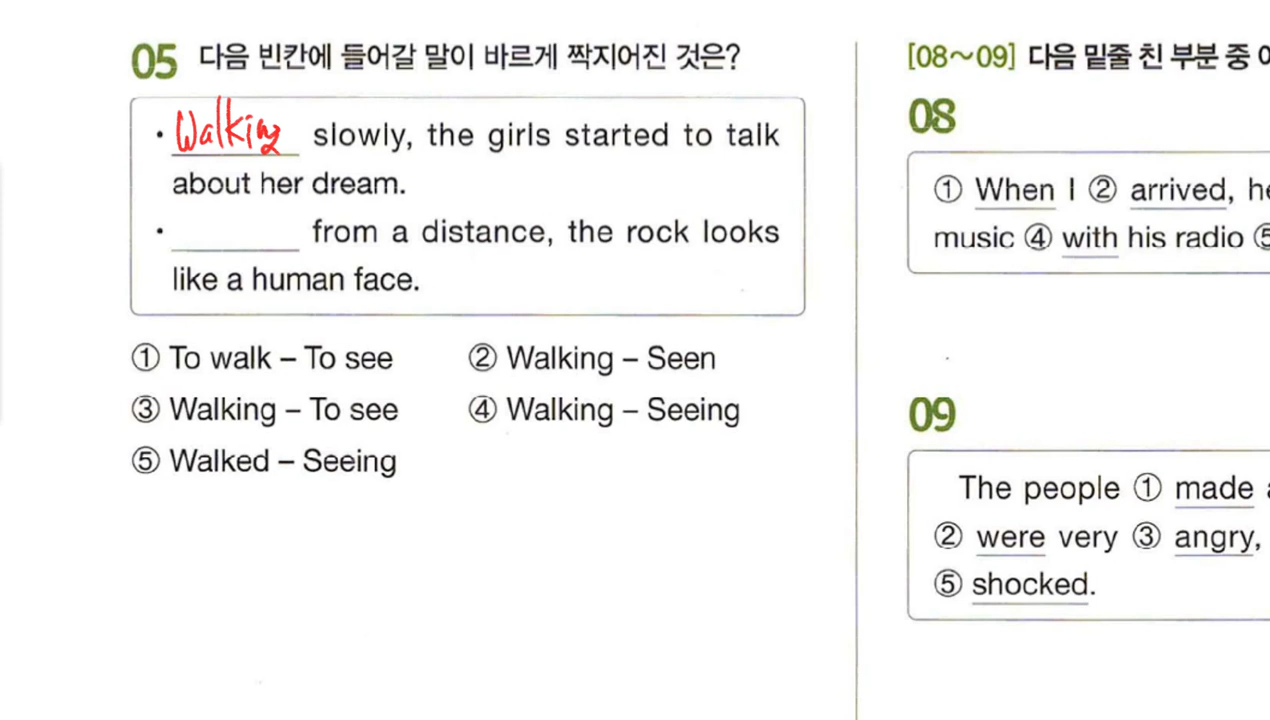 05 다음 빈칸에 들어갈 말이 바르게 짝지어진 것은?
• Walking slowly, the girls started to talk
about her dream.
• ________ from a distance, the rock looks
like a human face.
① To walk – To see ② Walking – Seen
③ Walking – To see ④ Walking – Seeing
⑤ Walked – Seeing
[08~09] 다음 밑줄 친 부분 중
08
① When I ② arrived,
music ④ with his radio
09
The people ① made
② were very ③ angry,
⑤ shocked.